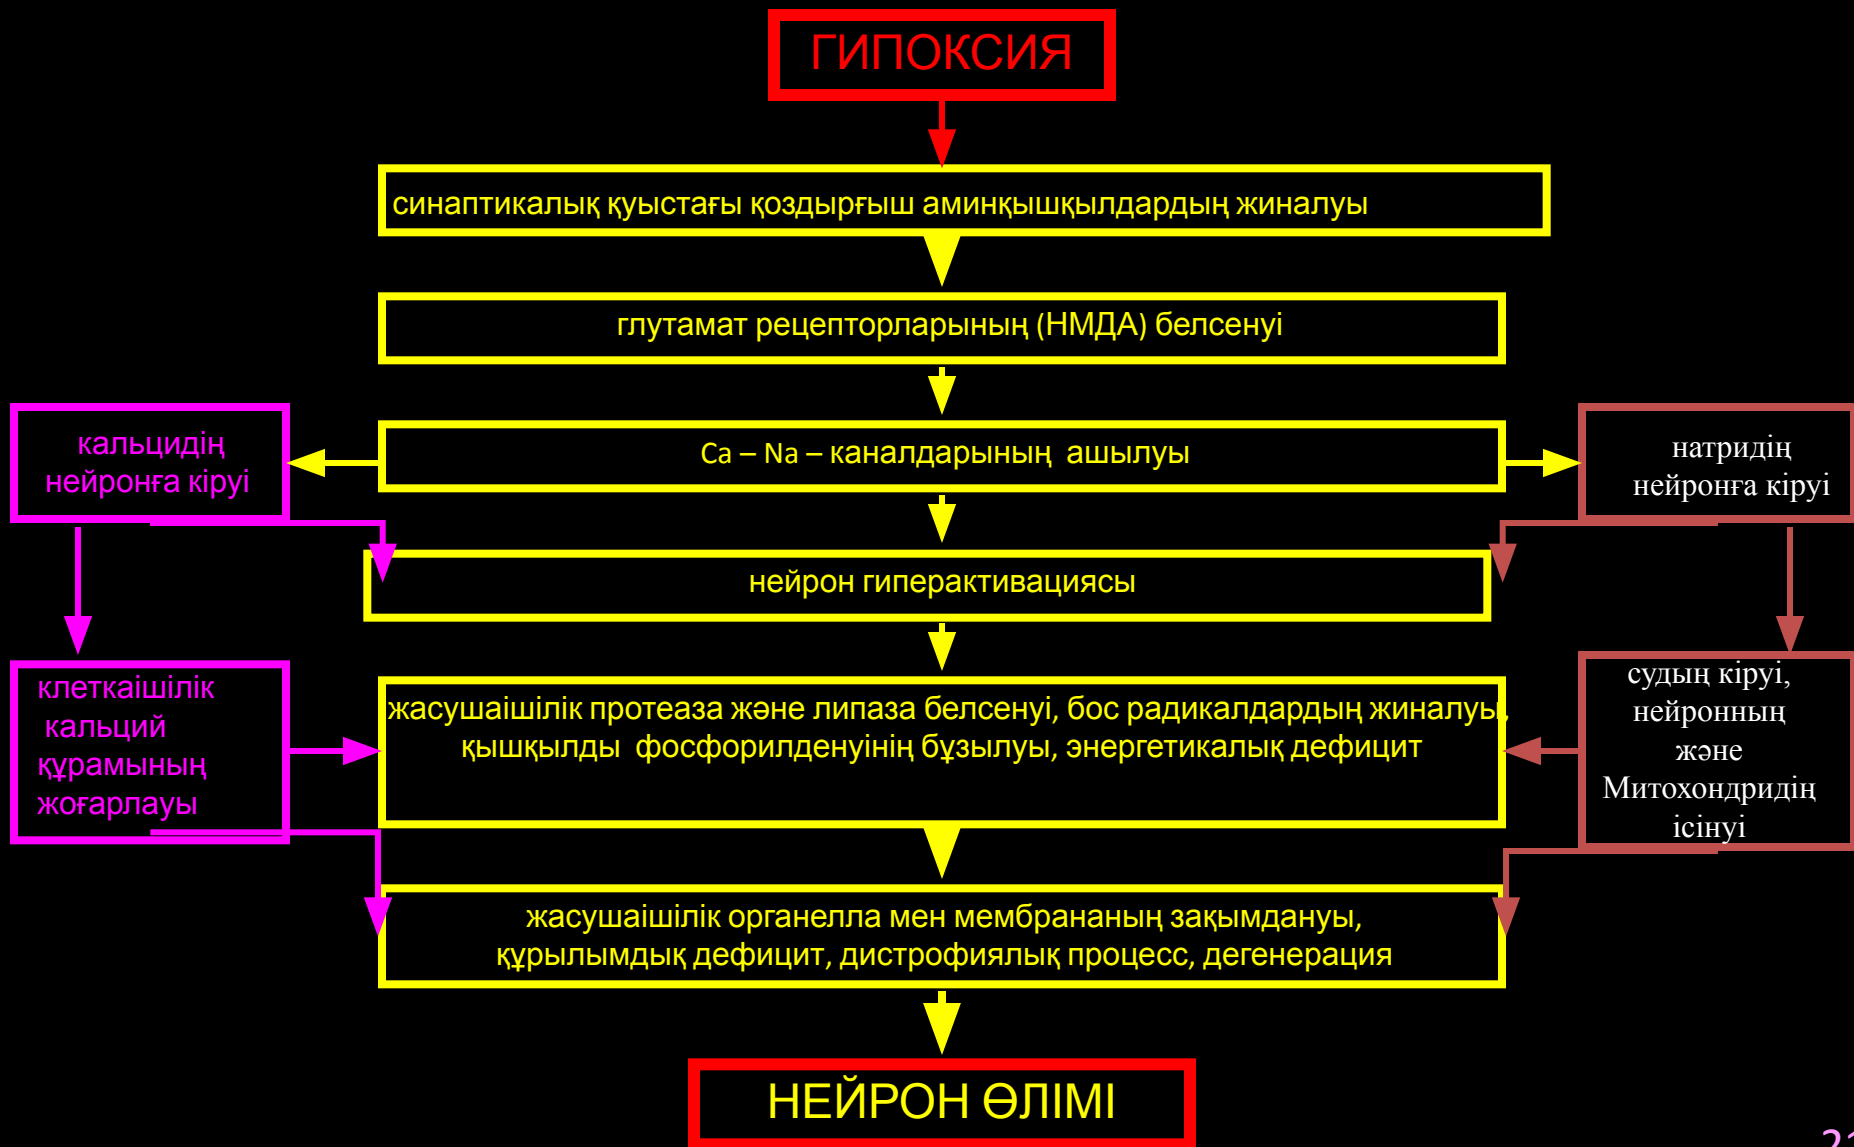 ГИПОКСИЯ
синаптикалық қуыстағы қоздырғыш аминқышқылдардың жиналуы
глутамат рецепторларының (НМДА) белсенуі
кальцидің
нейронға кіруі
Ca – Na – каналдарының ашылуы
натридің
нейронға кіруі
нейрон гиперактивациясы
клеткаішілік
кальций
құрамының
жоғарлауы
жасушаішілік протеаза және липаза белсенуі, бос радикалдардың жиналуы,
қышқылды фосфорилденуінің бұзылуы, энергетикалық дефицит
судың кіруі,
нейронның
және
Митохондридің
ісінуі
жасушаішілік органелла мен мембрананың зақымдануы,
құрылымдық дефицит, дистрофиялық процесс, дегенерация
НЕЙРОН ӨЛІМІ